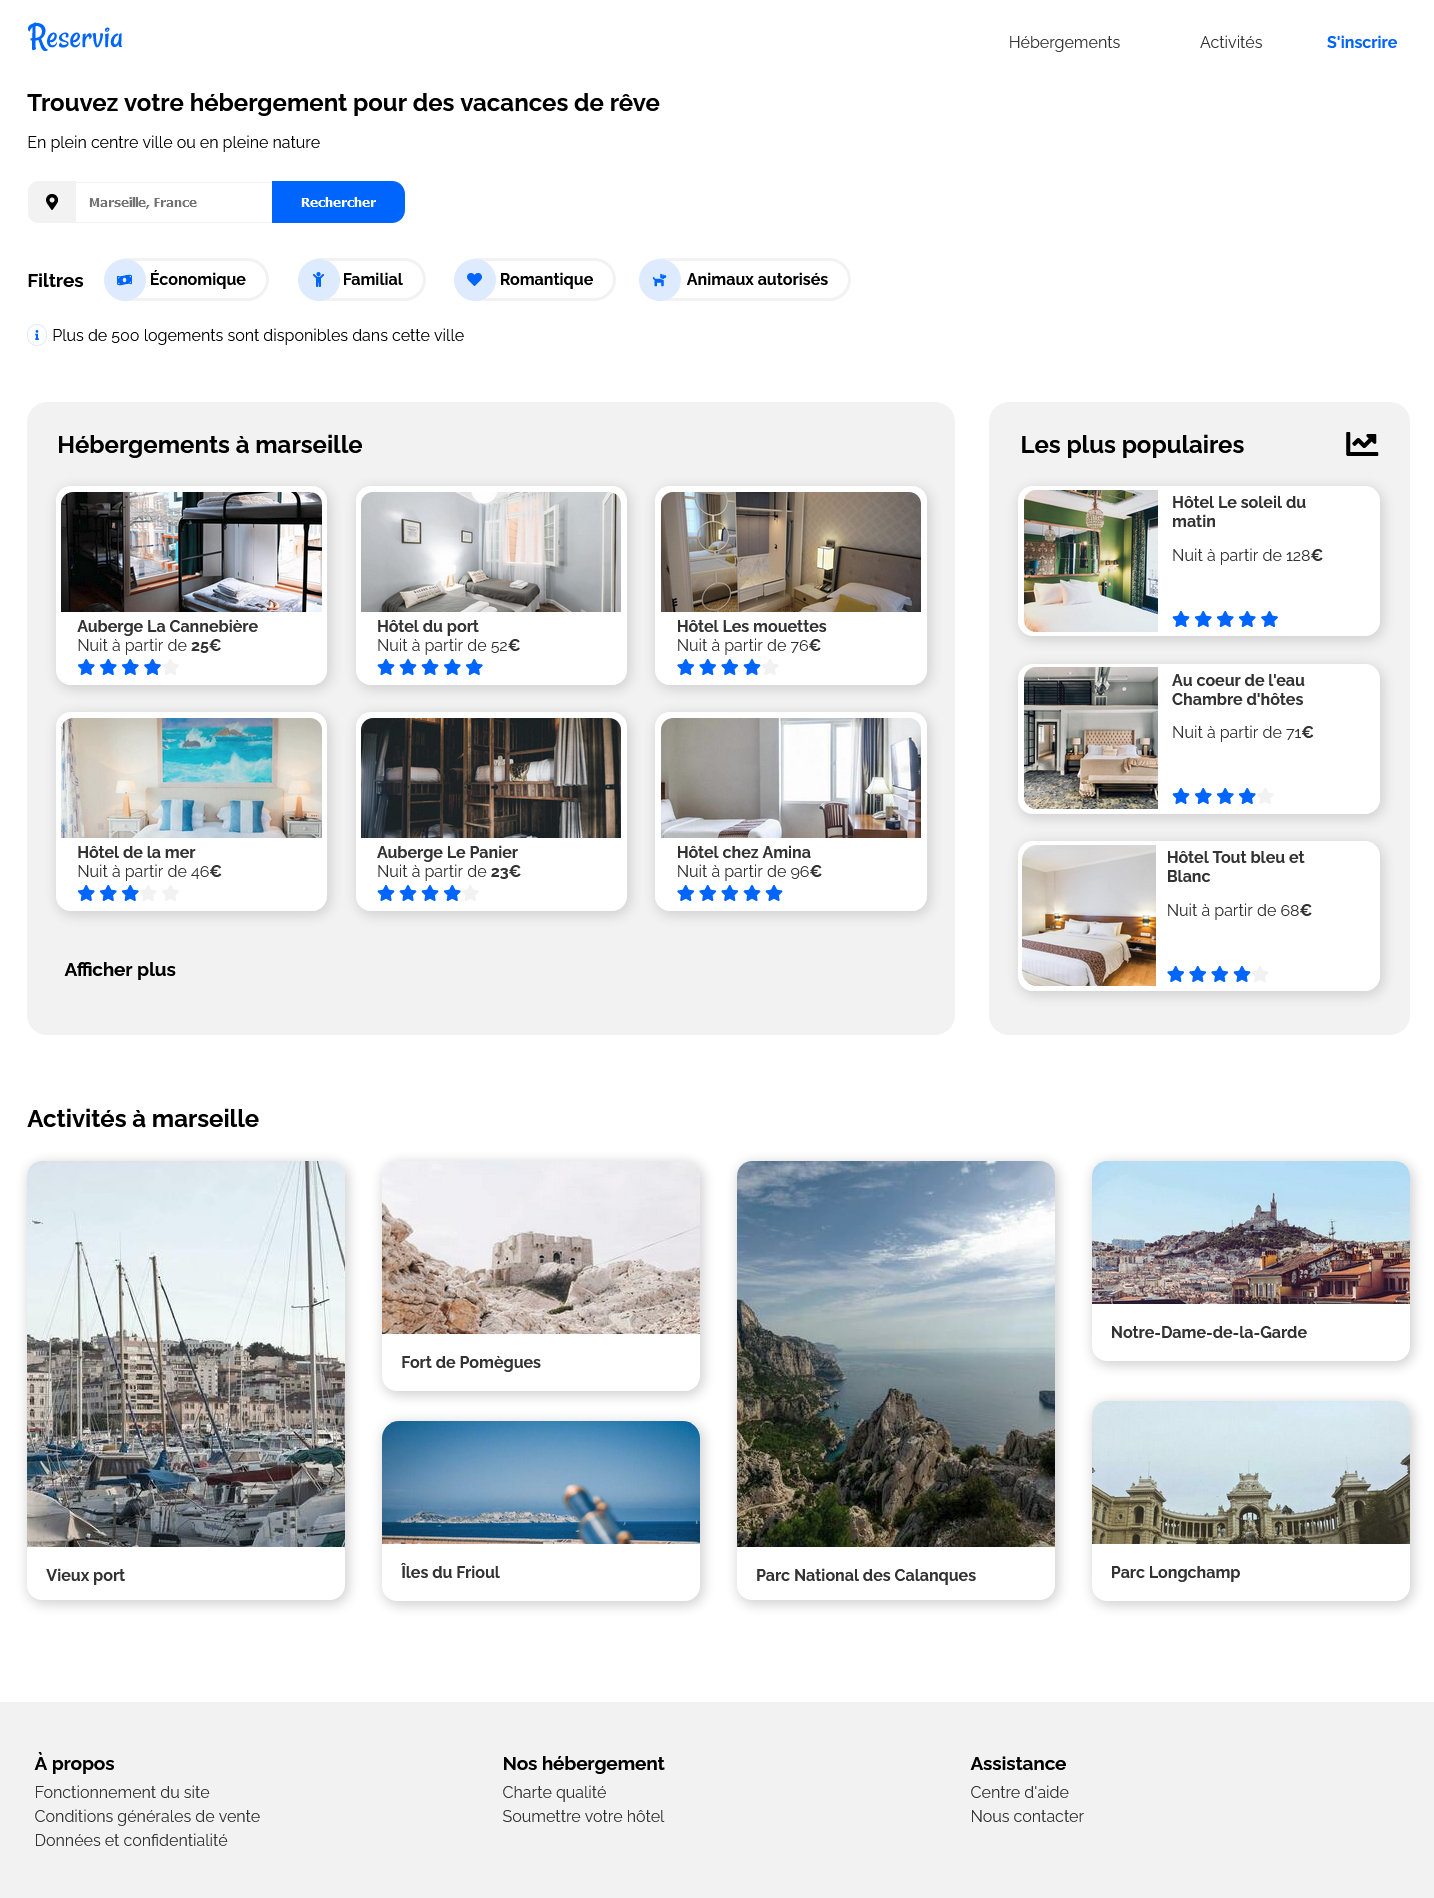 Reservia
Hébergements
Activités
S'inscrire
Trouvez votre hébergement pour des vacances de rêve
En plein centre ville ou en pleine nature
Marseille, France
Rechercher
Filtres
Économique
Familial
Romantique
Animaux autorisés
Plus de 500 logements sont disponibles dans cette ville
Hébergements à marseille
Auberge La Cannebière
Nuit à partir de 25€
Hôtel du port
Nuit à partir de 52€
Hôtel Les mouettes
Nuit à partir de 76€
Hôtel de la mer
Nuit à partir de 46€
Auberge Le Panier
Nuit à partir de 23€
Hôtel chez Amina
Nuit à partir de 96€
Afficher plus
Les plus populaires
Hôtel Le soleil du
matin
Nuit à partir de 128€
Au coeur de l'eau
Chambre d'hôtes
Nuit à partir de 71€
Hôtel Tout bleu et
Blanc
Nuit à partir de 68€
Activités à marseille
Vieux port
Fort de Pomègues
Îles du Frioul
Parc National des Calanques
Notre-Dame-de-la-Garde
Parc Longchamp
À propos
Fonctionnement du site
Conditions générales de vente
Données et confidentialité
Nos hébergement
Charte qualité
Soumettre votre hôtel
Assistance
Centre d'aide
Nous contacter